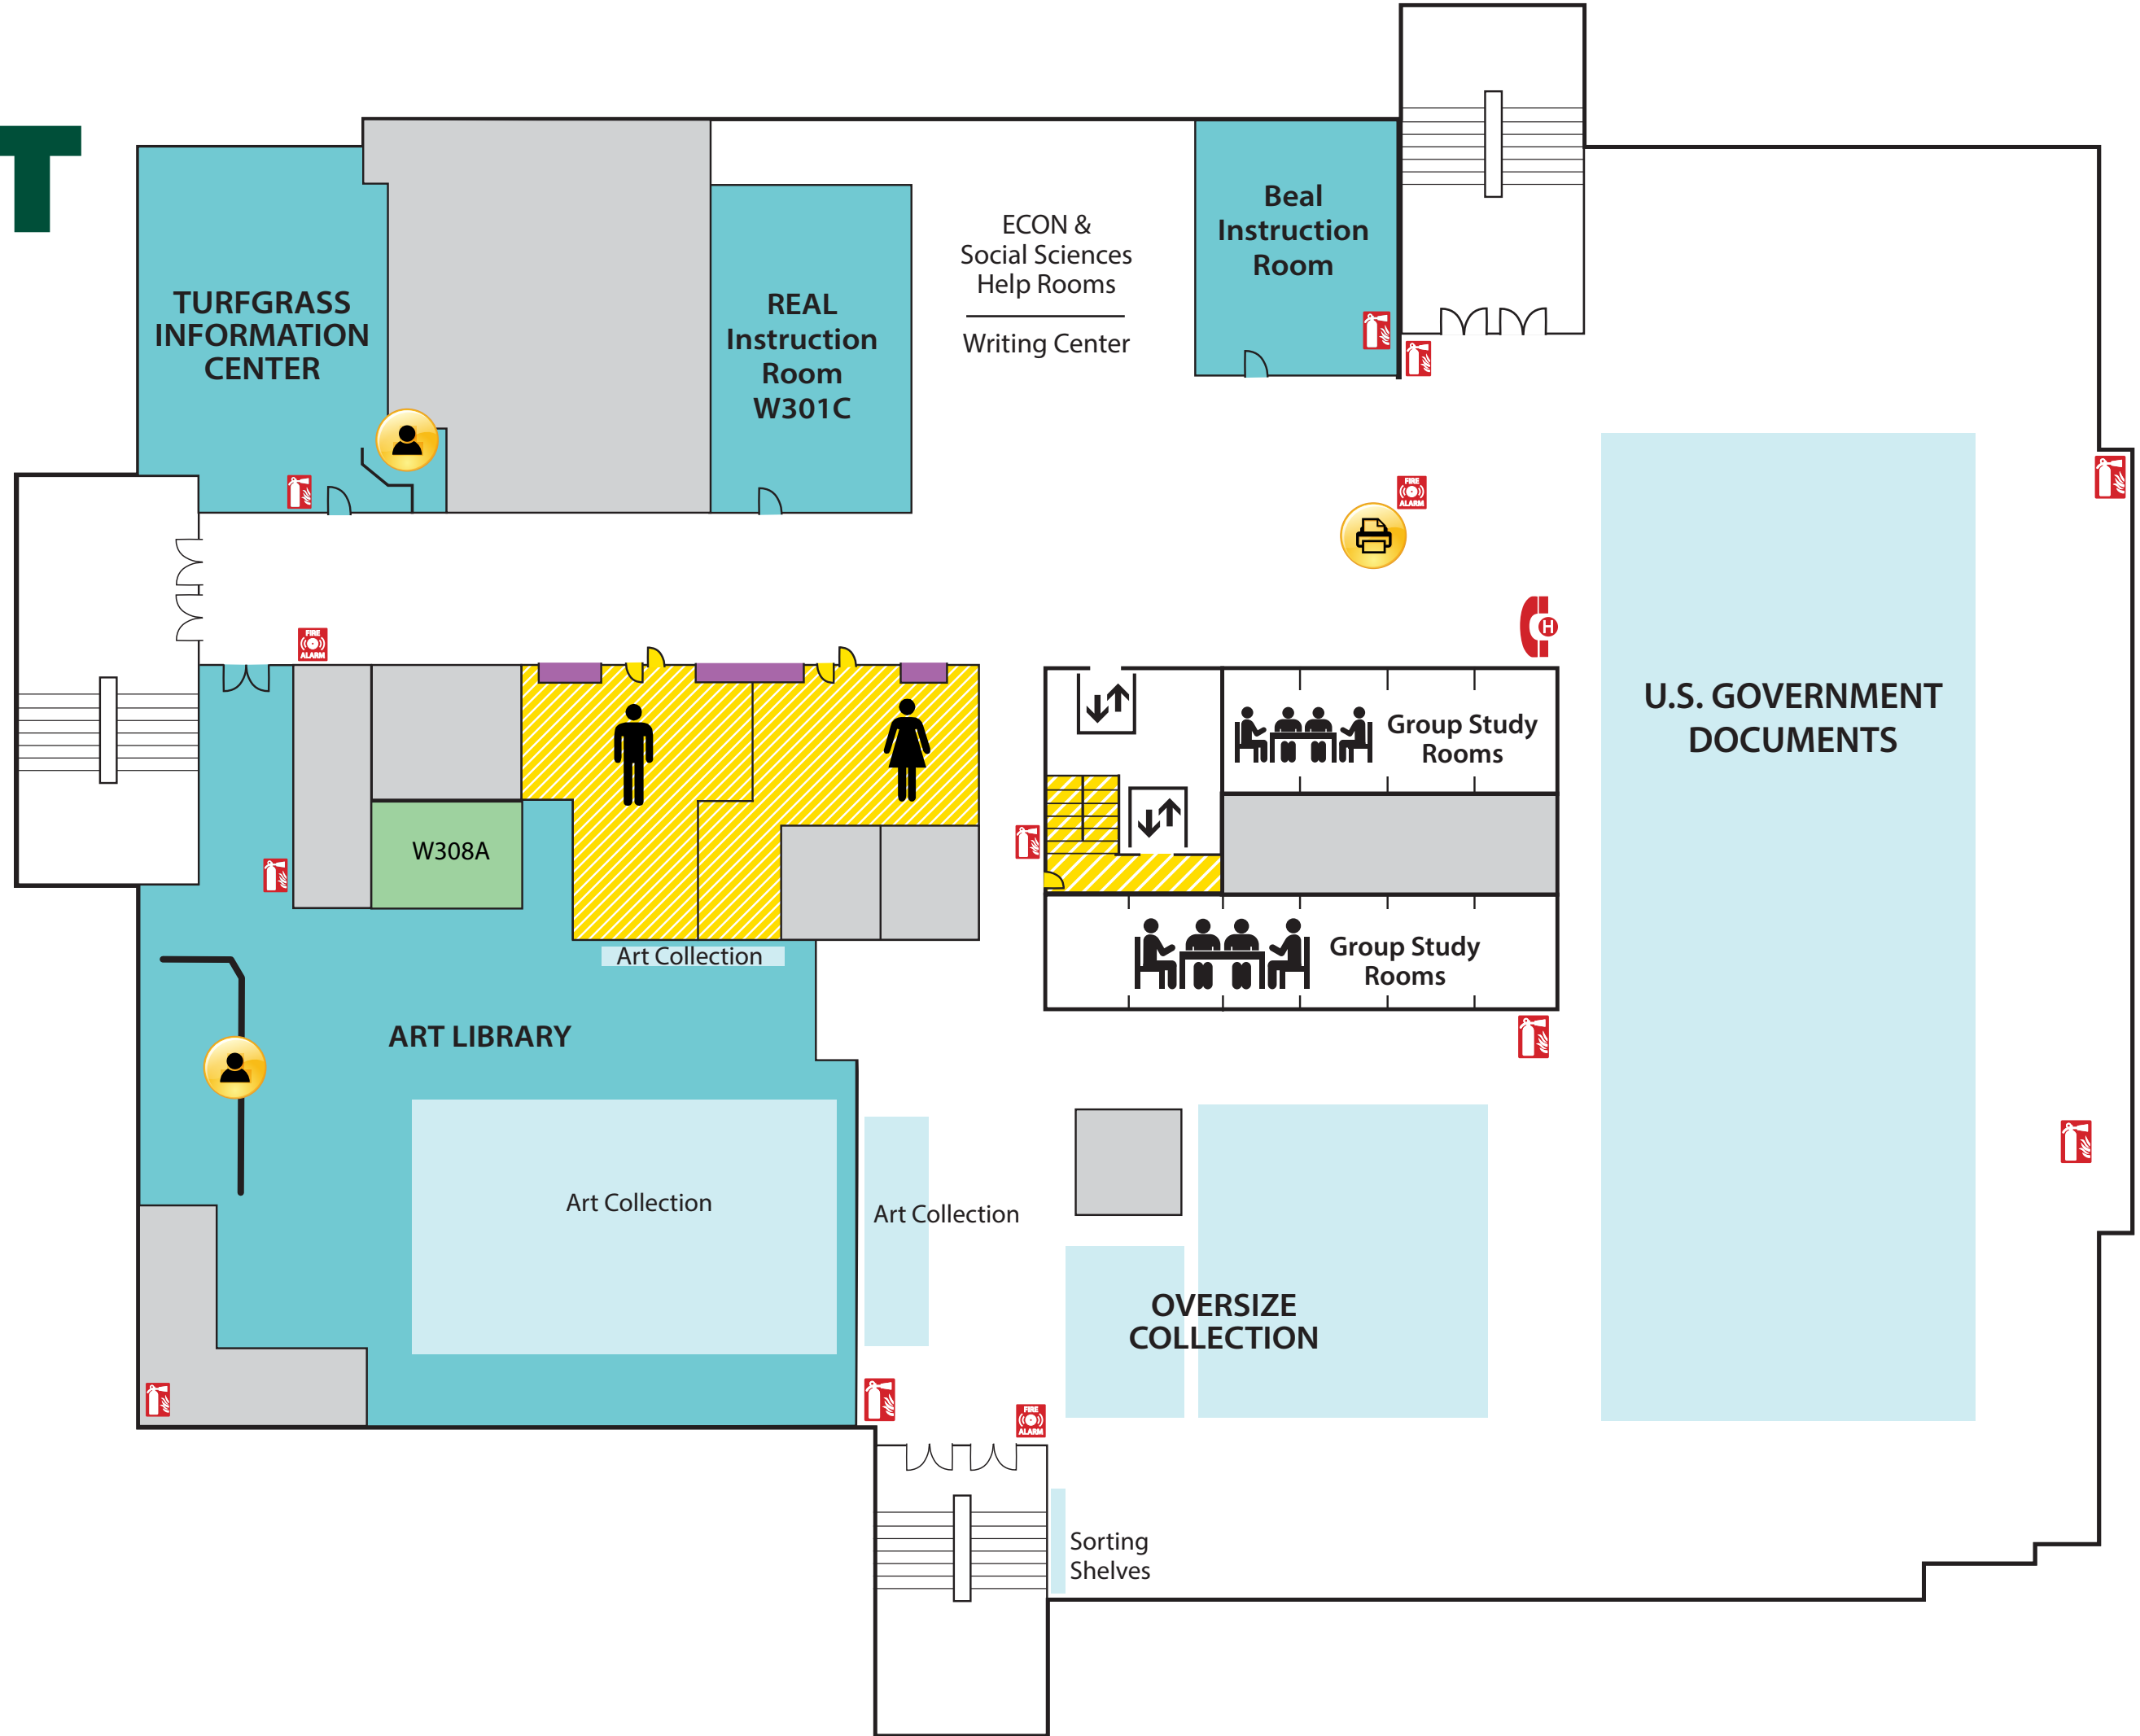 T
TURFGRASS
INFORMATION
CENTER
REAL
Instruction
Room
W301C
ECON &
Social Sciences
Help Rooms
Writing Center
Beal
Instruction
Room
FIRE
ALARM
H
FIRE
ALARM
U.S. GOVERNMENT
DOCUMENTS
Group Study
Rooms
W308A
Group Study
Rooms
Art Collection
ART LIBRARY
Art Collection
Art Collection
OVERSIZE
COLLECTION
FIRE
ALARM
Sorting
Shelves